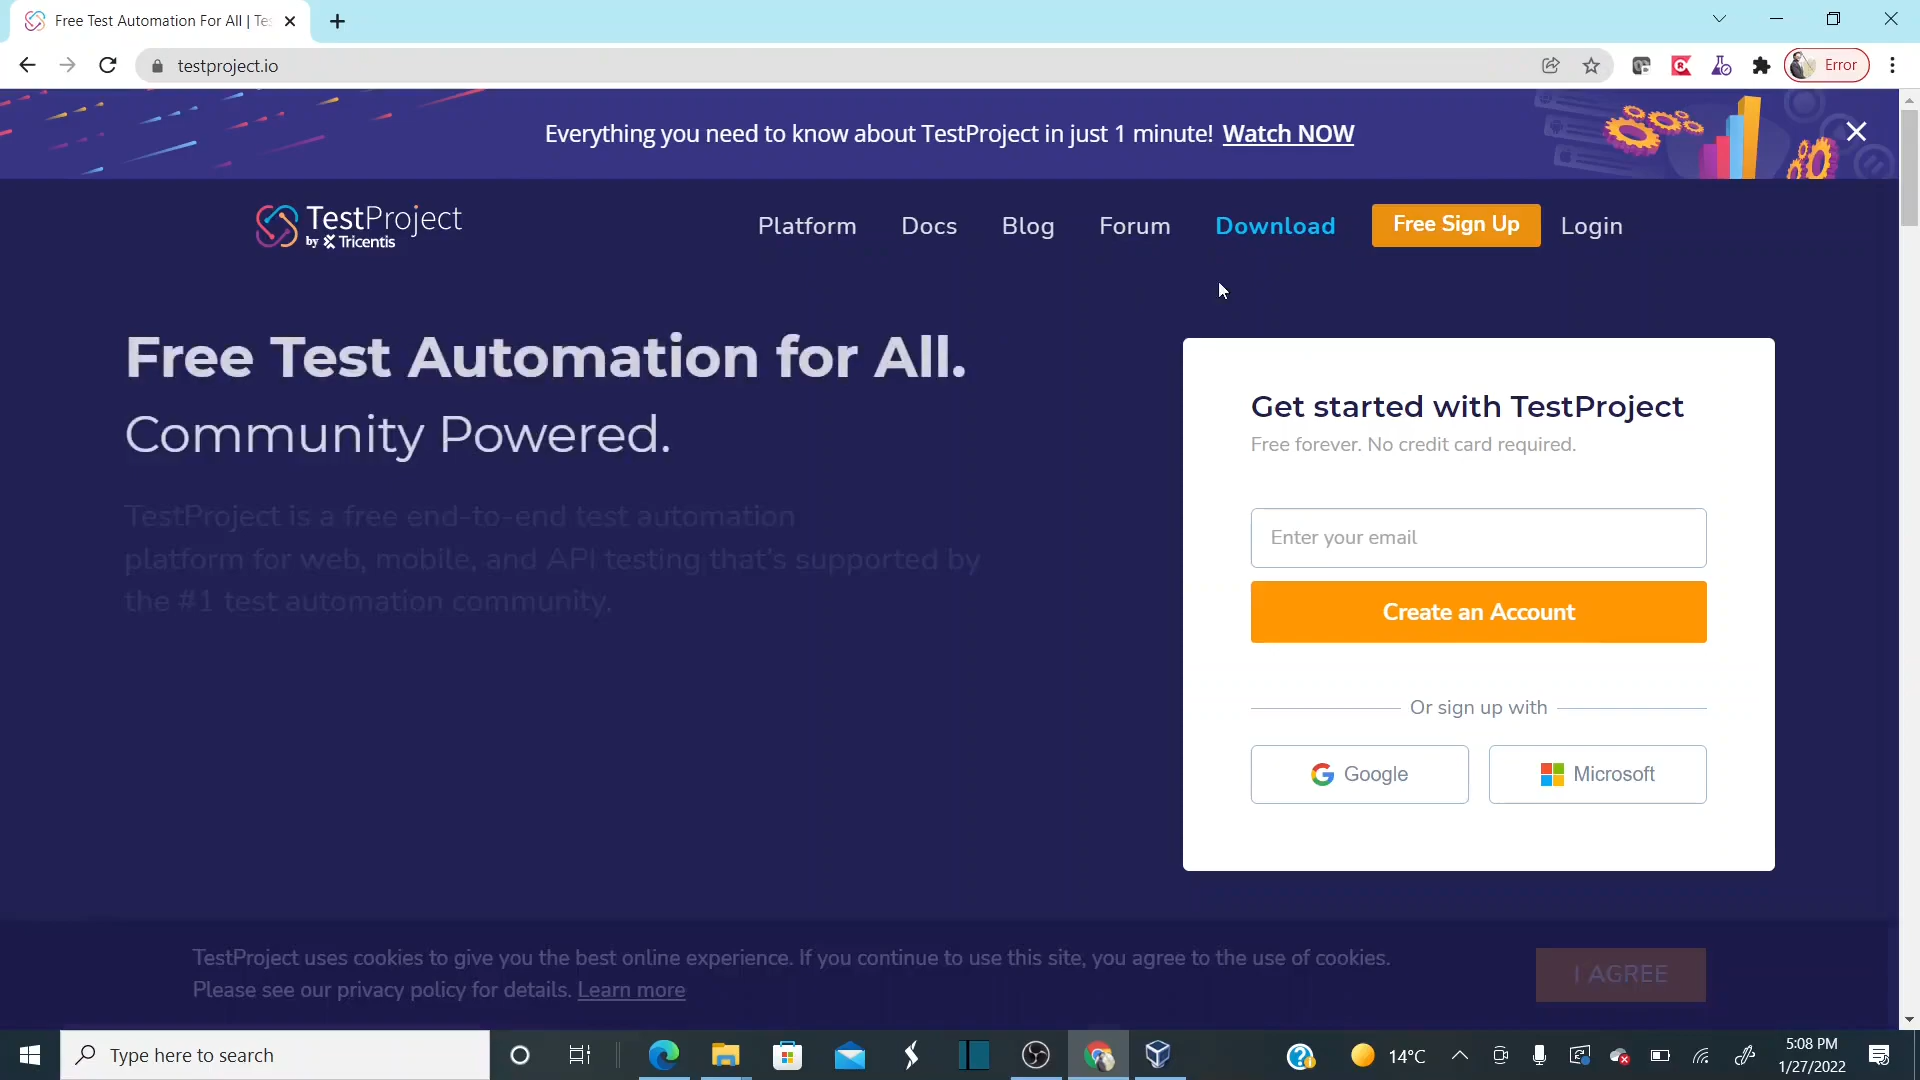 Free Test Automation For All | Tes
testproject.io
Error
Everything you need to know about TestProject in just 1 minute! Watch NOW
TestProject
by Tricentis
Platform
Docs
Blog
Forum
Download
Free Sign Up
Login
Free Test Automation for All.
Community Powered.
TestProject is a free end-to-end test automation
platform for web, mobile, and API testing that's supported by
the #1 test automation community.
Get started with TestProject
Free forever. No credit card required.
Enter your email
Create an Account
Or sign up with
Google
Microsoft
TestProject uses cookies to give you the best online experience. If you continue to use this site, you agree to the use of cookies.
Please see our privacy policy for details. Learn more
I AGREE
Type here to search
14°C
5:08 PM
1/27/2022